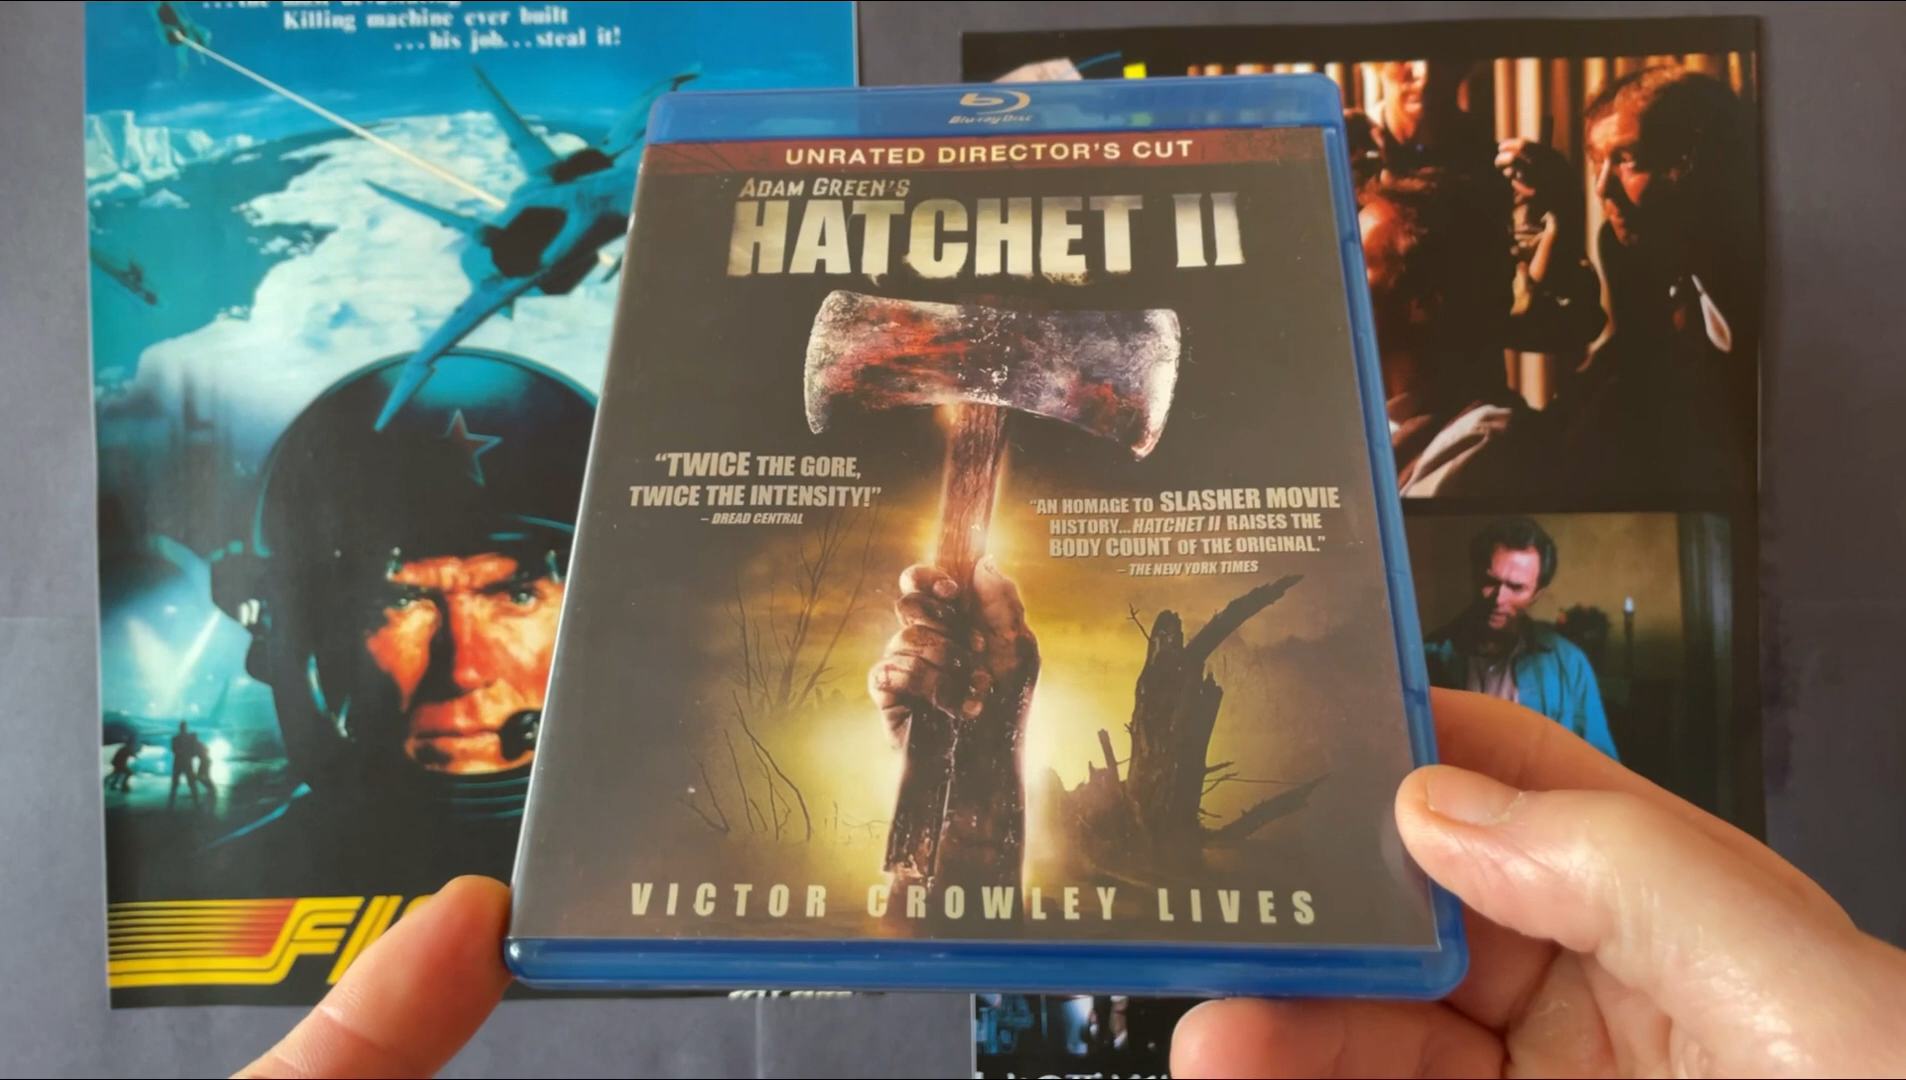 Killing machine ever built
...his job...steal it!
Blu-ray Disc
UNRATED DIRECTOR'S CUT
ADAM GREEN'S
HATCHET II
"TWICE THE GORE,
TWICE THE INTENSITY!"
– DREAD CENTRAL
"AN HOMAGE TO SLASHER MOVIE
HISTORY...HATCHET II RAISES THE
BODY COUNT OF THE ORIGINAL."
– THE NEW YORK TIMES
VICTOR CROWLEY LIVES